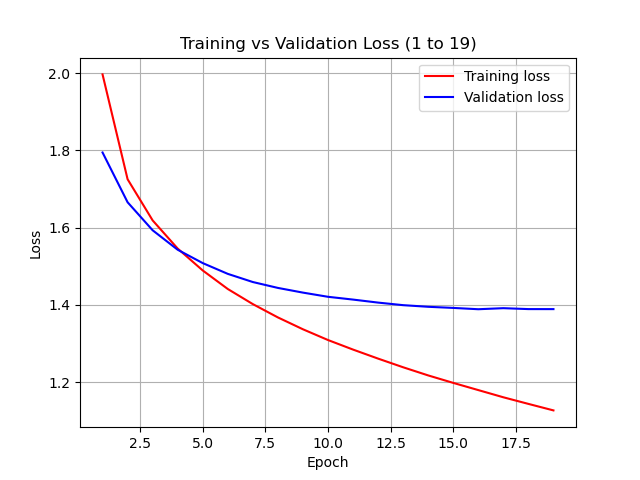 Training vs Validation Loss (1 to 19)
Training loss
Validation loss
2.0
1.8
1.6
1.4
1.2
Loss
2.5 5.0 7.5 10.0 12.5 15.0 17.5
Epoch